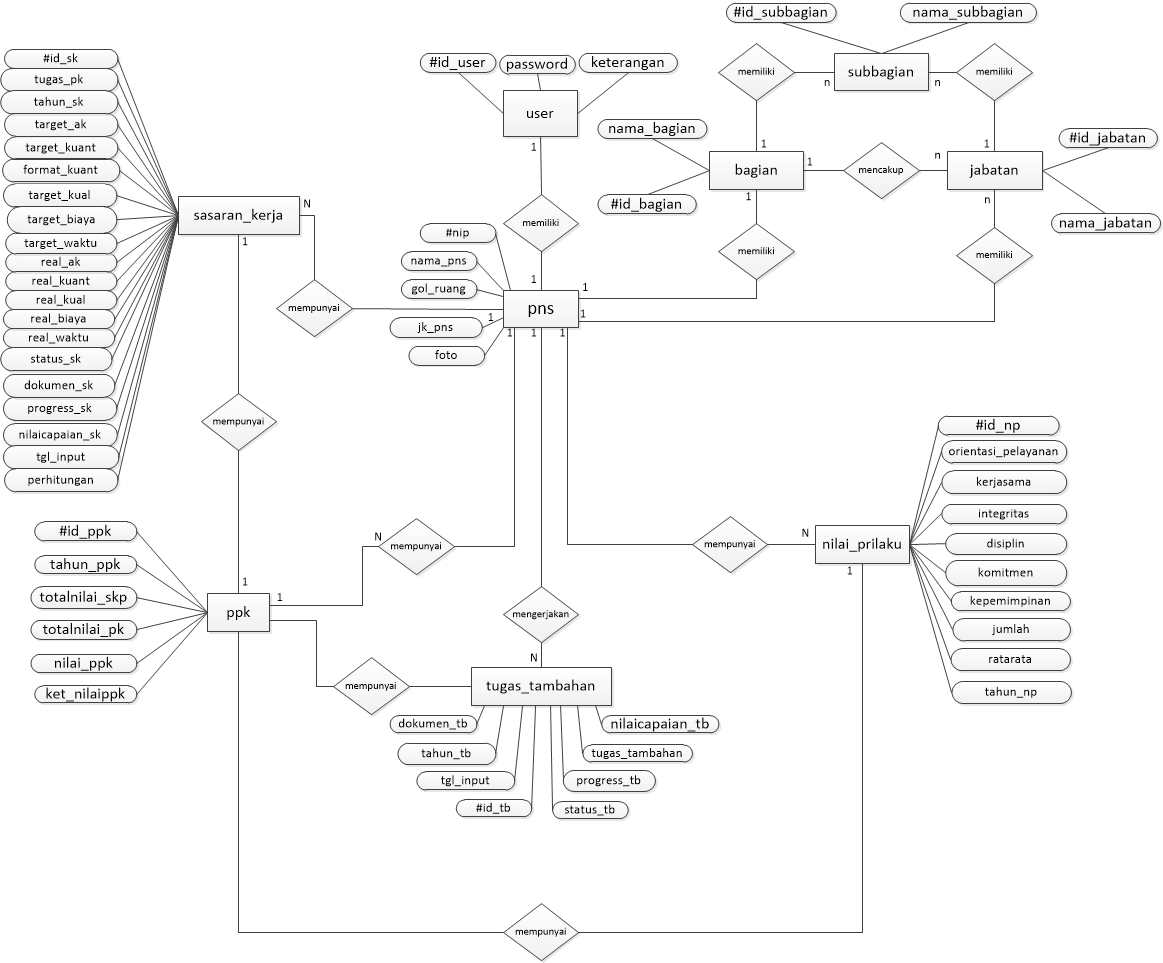 #id_subbagian
nama_subbagian
#id_sk
tugas_pk
tahun_sk
target_ak
target_kuant
format_kuant
target_kual
target_biaya
target_waktu
real_ak
real_kuant
real_kual
real_biaya
real_waktu
status_sk
dokumen_sk
progress_sk
nilaicapaian_sk
tgl_input
perhitungan
sasaran_kerja
N
1
mempunyai
mempunyai
#id_user
password
keterangan
user
1
memiliki
1
memiliki
n
subbagian
n
memiliki
1
1
nama_bagian
#id_bagian
bagian
1
mencakup
n
jabatan
#id_jabatan
nama_jabatan
1
memiliki
n
memiliki
#nip
nama_pns
gol_ruang
jk_pns
foto
pns
1
1
1
1
1
1
#id_ppk
tahun_ppk
totalnilai_skp
totalnilai_pk
nilai_ppk
ket_nilaippk
1
ppk
1
N
mempunyai
mempunyai
mengerjakan
N
tugas_tambahan
dokumen_tb
tahun_tb
tgl_input
#id_tb
nilaicapaian_tb
tugas_tambahan
progress_tb
status_tb
mempunyai
N
nilai_prilaku
1
#id_np
orientasi_pelayanan
kerjasama
integritas
disiplin
komitmen
kepemimpinan
jumlah
ratarata
tahun_np
mempunyai